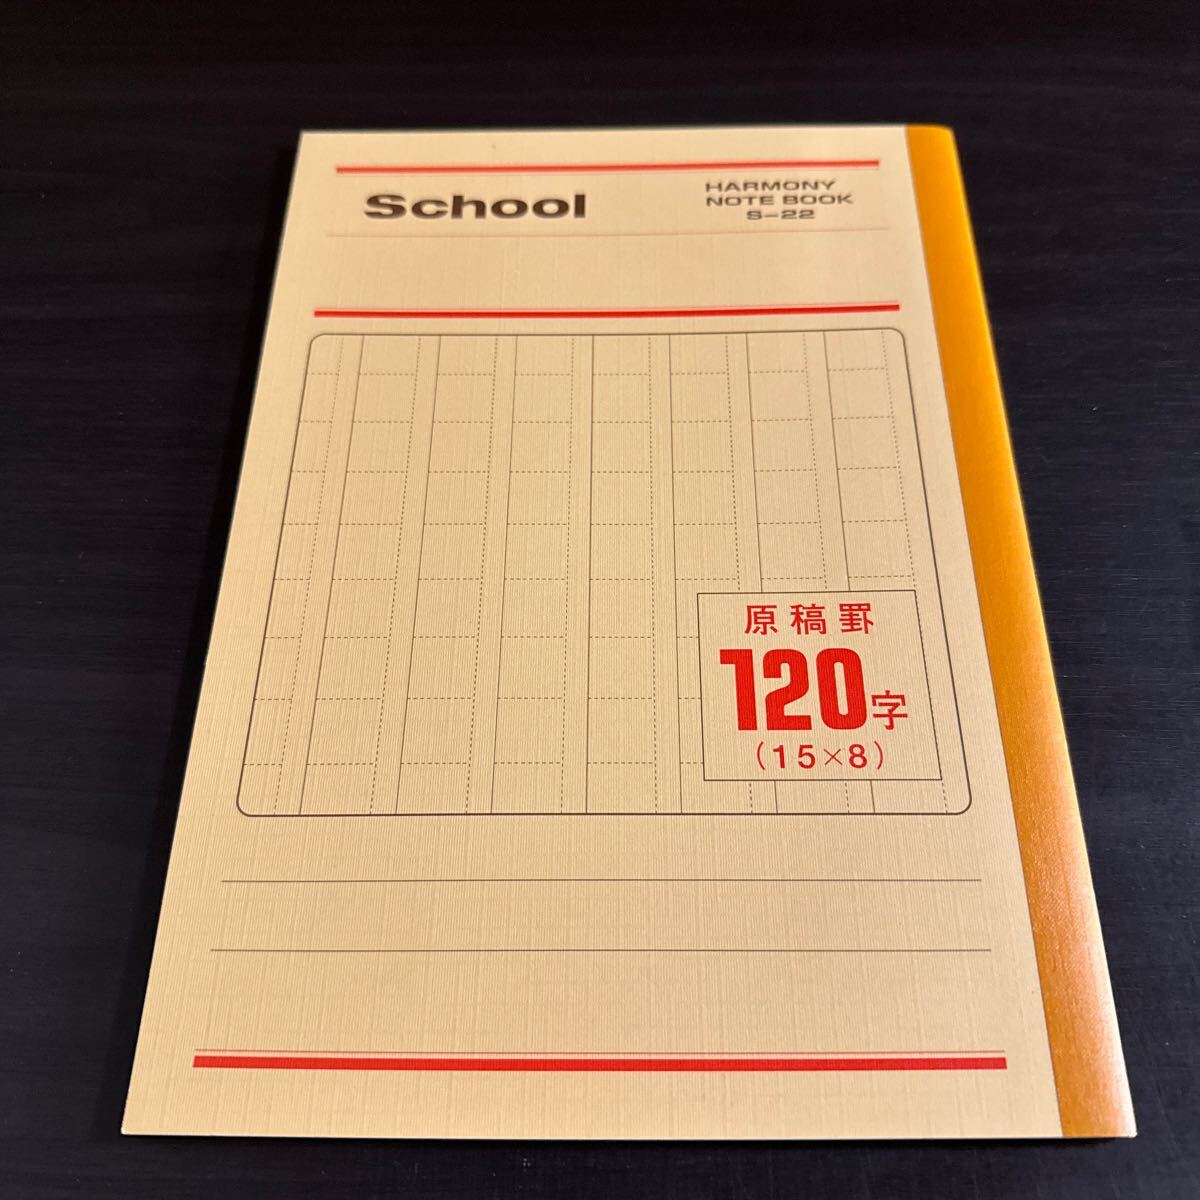 School
HARMONY
NOTE BOOK
S-22
原稿罫
120字
(15×8)